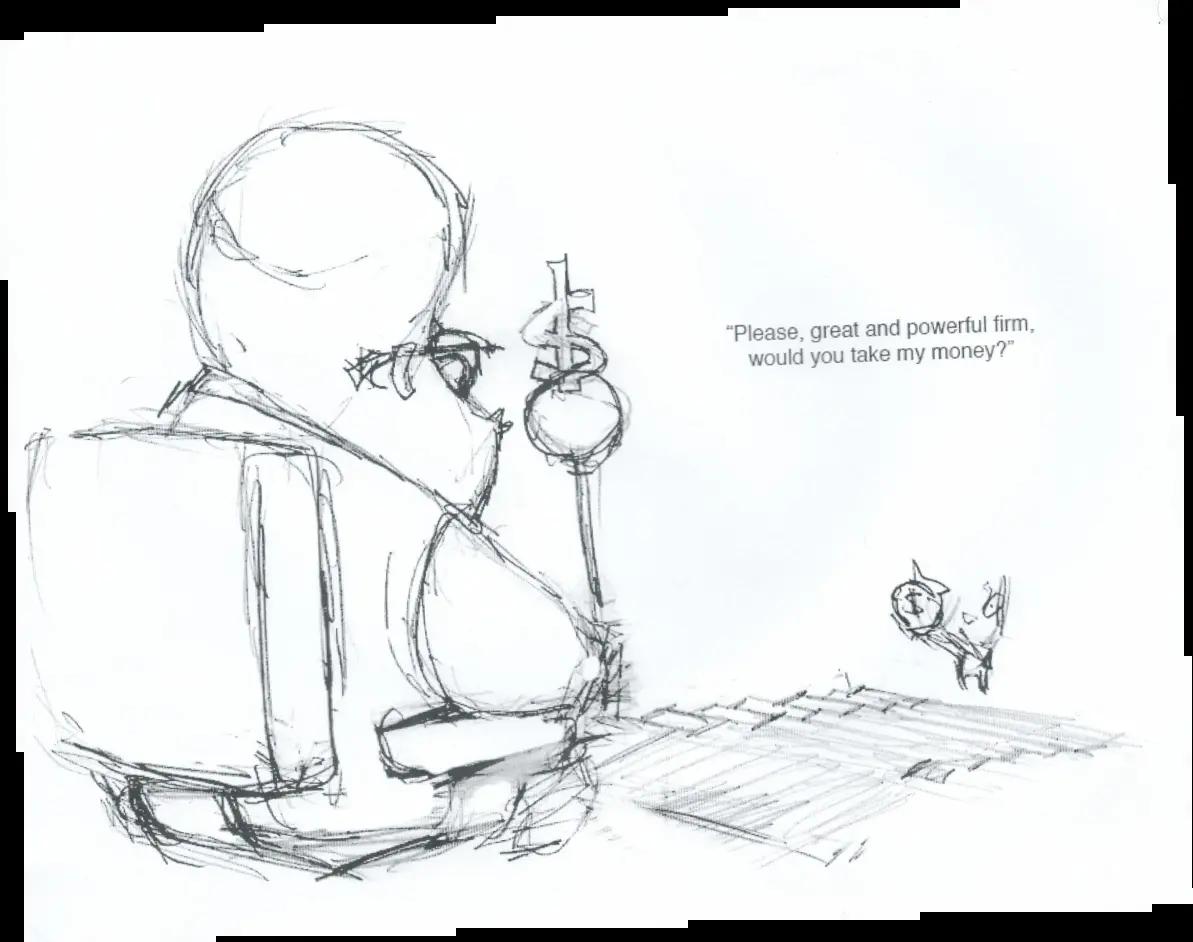 “Please, great and powerful firm,
would you take my money?”
$
$